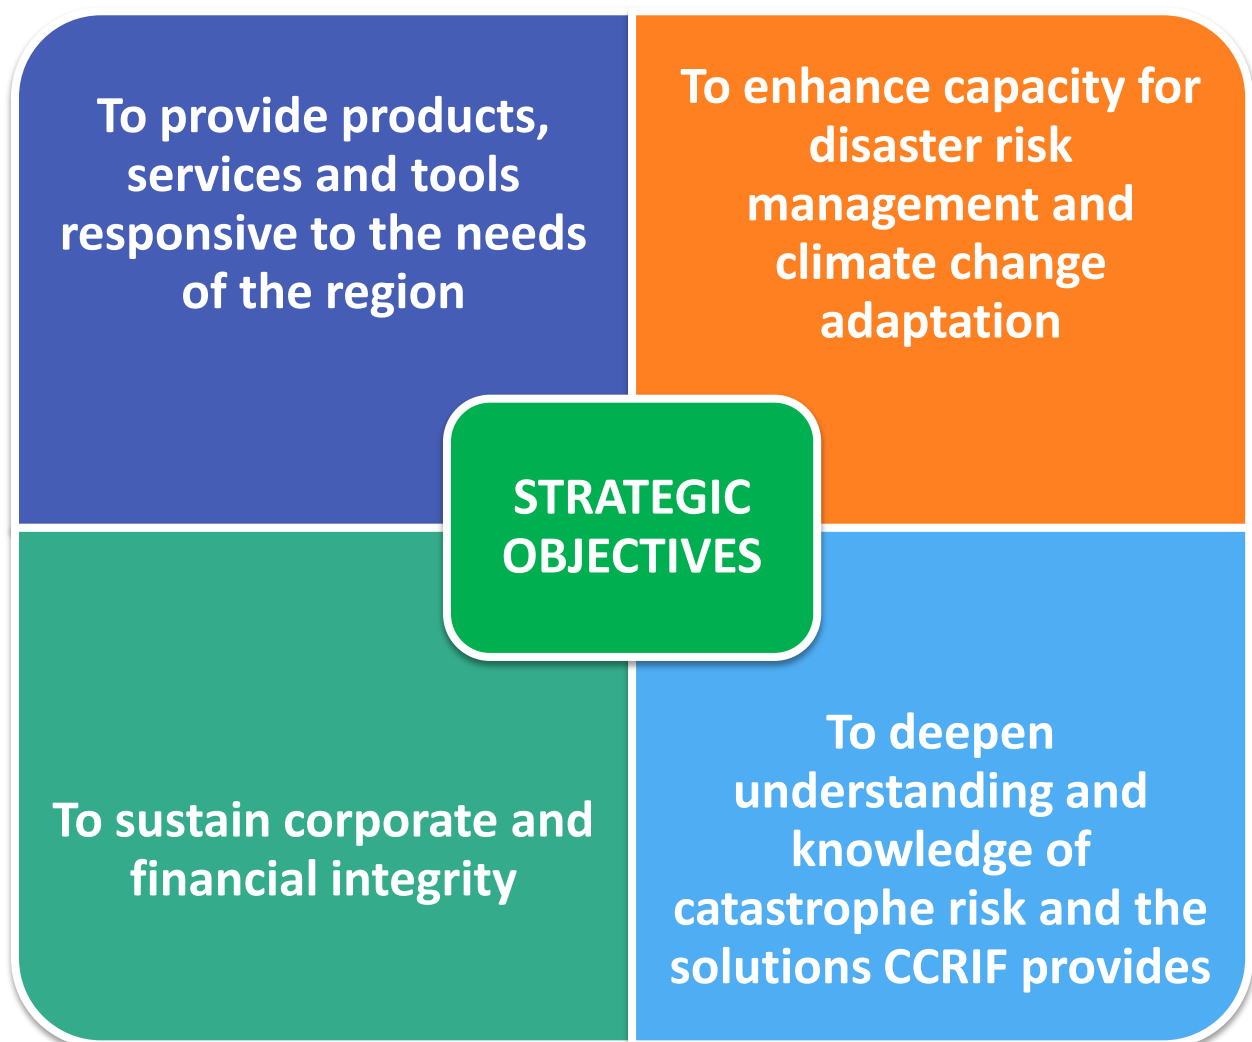 To provide products,
services and tools
responsive to the needs
of the region
To enhance capacity for
disaster risk
management and
climate change
adaptation
STRATEGIC
OBJECTIVES
To sustain corporate and
financial integrity
To deepen
understanding and
knowledge of
catastrophe risk and the
solutions CCRIF provides